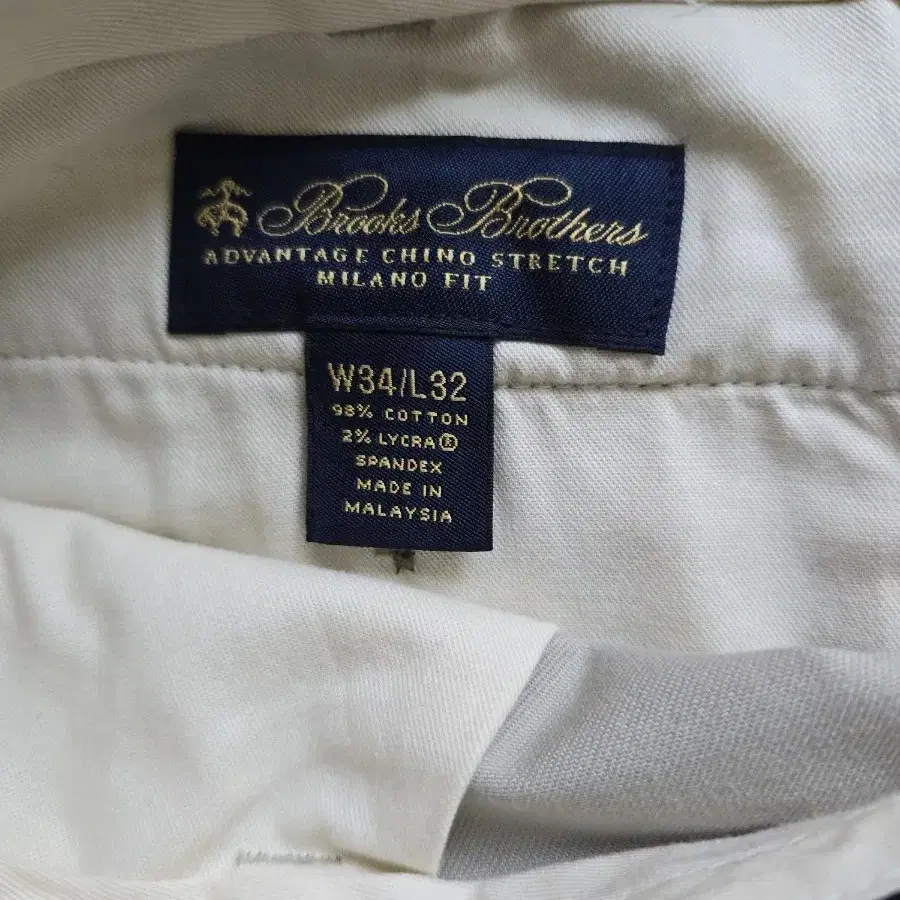 Brooks Brothers
ADVANTAGE CHINO STRETCH
MILANO FIT
W34/L32
98% COTTON
2% LYCRA®
SPANDEX
MADE IN
MALAYSIA